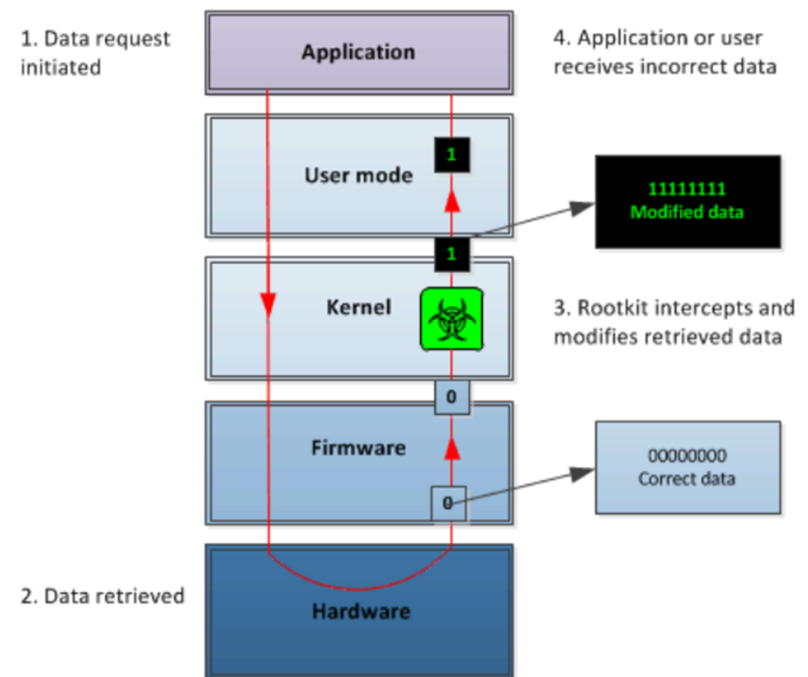 1. Data request
initiated
Application
4. Application or user
receives incorrect data
1
User mode
11111111
Modified data
1
Kernel
3. Rootkit intercepts and
modifies retrieved data
0
Firmware
00000000
Correct data
0
2. Data retrieved
Hardware